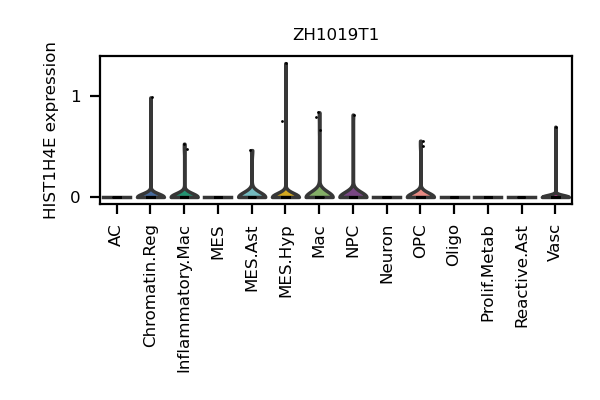 ZH1019T1
HIST1H4E expression
1
0
AC
Chromatin.Reg
Inflammatory.Mac
MES
MES.Ast
MES.Hyp
Mac
NPC
Neuron
OPC
Oligo
Prolif.Metab
Reactive.Ast
Vasc